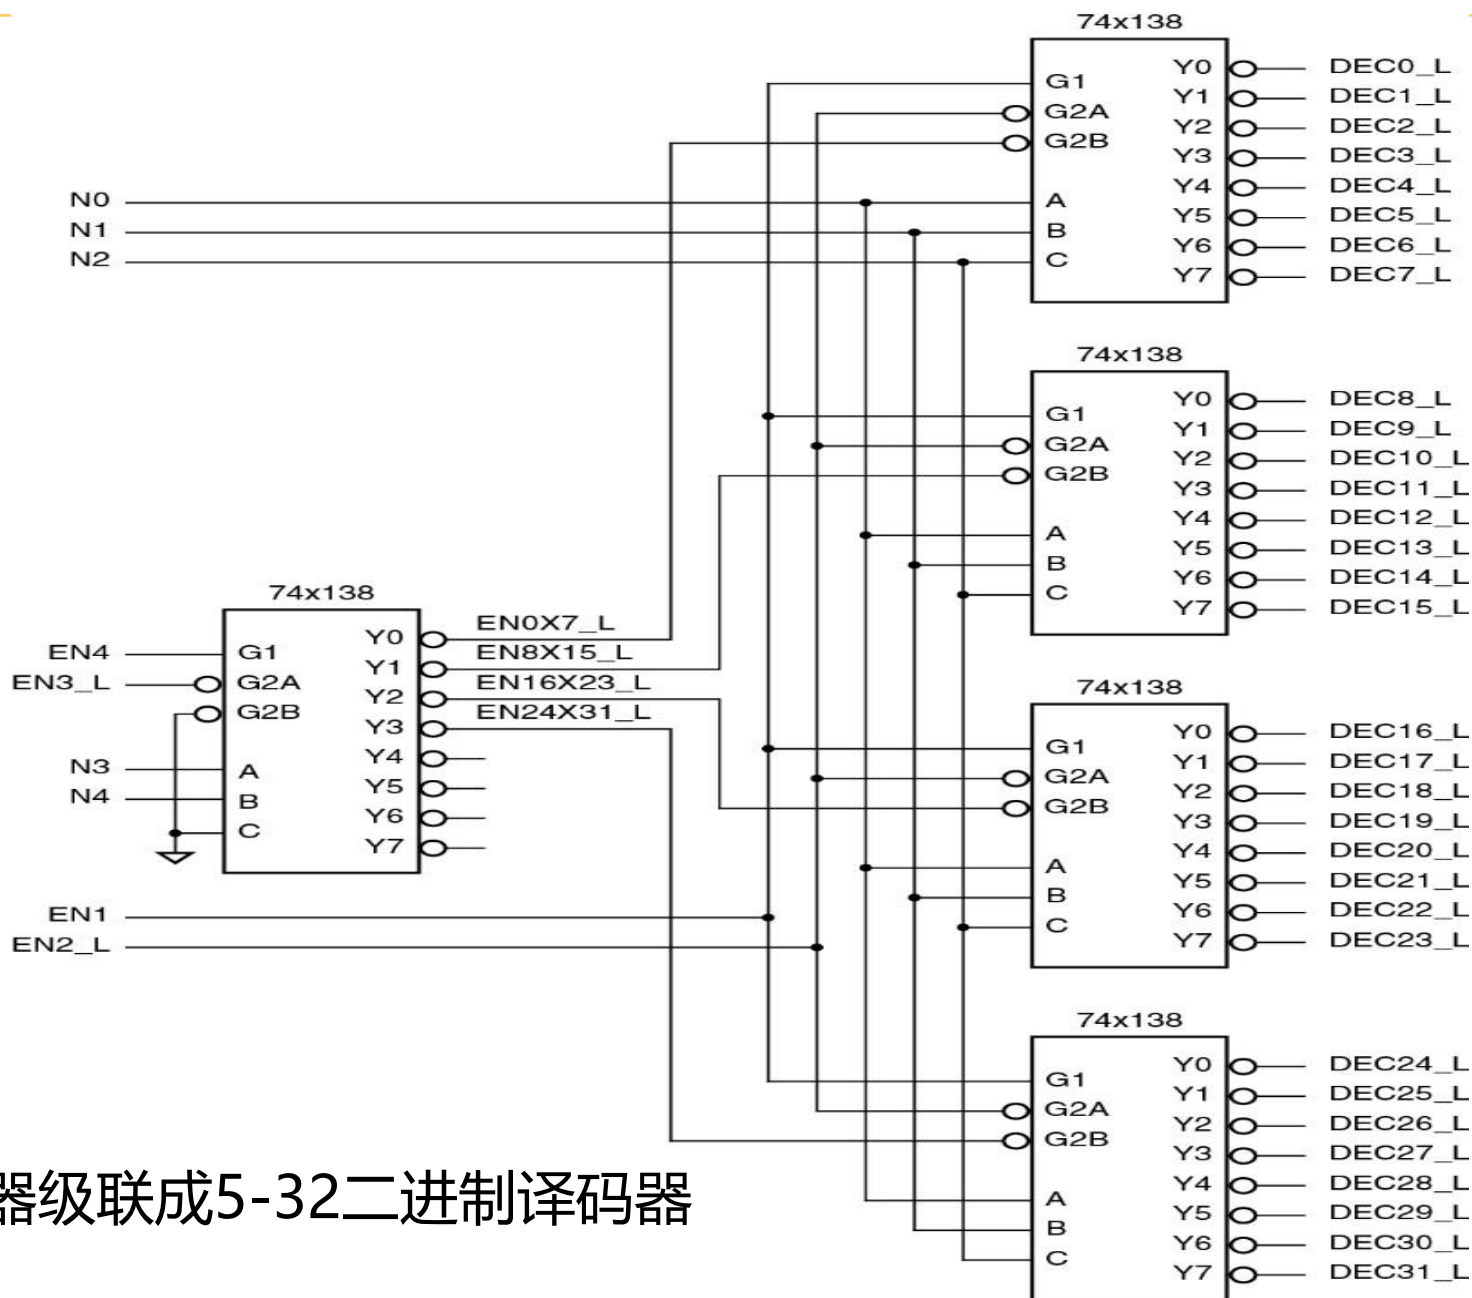 74x138
G1
G2A
G2B
A
B
C
Y0
Y1
Y2
Y3
Y4
Y5
Y6
Y7
DEC0_L
DEC1_L
DEC2_L
DEC3_L
DEC4_L
DEC5_L
DEC6_L
DEC7_L
N0
N1
N2
74x138
G1
G2A
G2B
A
B
C
Y0
Y1
Y2
Y3
Y4
Y5
Y6
Y7
DEC8_L
DEC9_L
DEC10_L
DEC11_L
DEC12_L
DEC13_L
DEC14_L
DEC15_L
74x138
EN4
EN3_L
N3
N4
G1
G2A
G2B
A
B
C
Y0
Y1
Y2
Y3
Y4
Y5
Y6
Y7
EN0X7_L
EN8X15_L
EN16X23_L
EN24X31_L
EN1
EN2_L
74x138
G1
G2A
G2B
A
B
C
Y0
Y1
Y2
Y3
Y4
Y5
Y6
Y7
DEC16_L
DEC17_L
DEC18_L
DEC19_L
DEC20_L
DEC21_L
DEC22_L
DEC23_L
74x138
G1
G2A
G2B
A
B
C
Y0
Y1
Y2
Y3
Y4
Y5
Y6
Y7
DEC24_L
DEC25_L
DEC26_L
DEC27_L
DEC28_L
DEC29_L
DEC30_L
DEC31_L
器级联成5-32二进制译码器